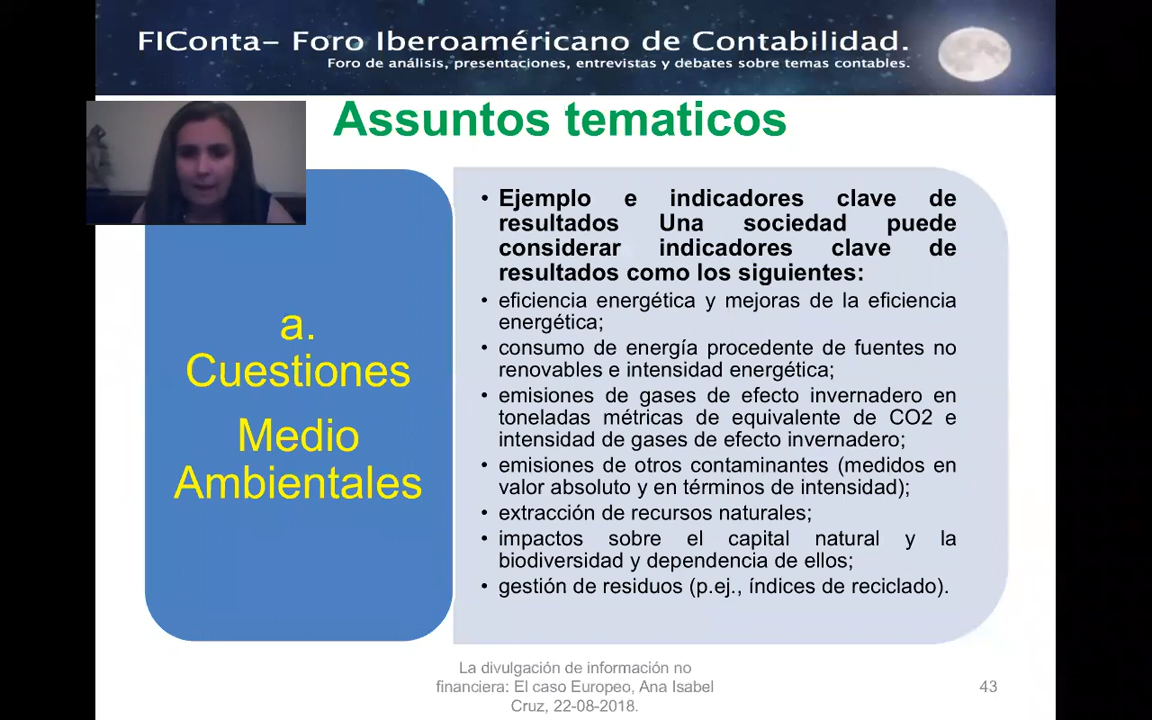 FIConta– Foro Iberoaméricano de Contabilidad.
Foro de análisis, presentaciones, entrevistas y debates sobre temas contables.
Assuntos tematicos
a.
Cuestiones
Medio
Ambientales
• Ejemplo e indicadores clave de
resultados Una sociedad puede
considerar indicadores clave de
resultados como los siguientes:
• eficiencia energética y mejoras de la eficiencia
energética;
• consumo de energía procedente de fuentes no
renovables e intensidad energética;
• emisiones de gases de efecto invernadero en
toneladas métricas de equivalente de CO2 e
intensidad de gases de efecto invernadero;
• emisiones de otros contaminantes (medidos en
valor absoluto y en términos de intensidad);
• extracción de recursos naturales;
• impactos sobre el capital natural y la
biodiversidad y dependencia de ellos;
• gestión de residuos (p.ej., índices de reciclado).
La divulgación de información no
financiera: El caso Europeo, Ana Isabel
Cruz, 22-08-2018.
43